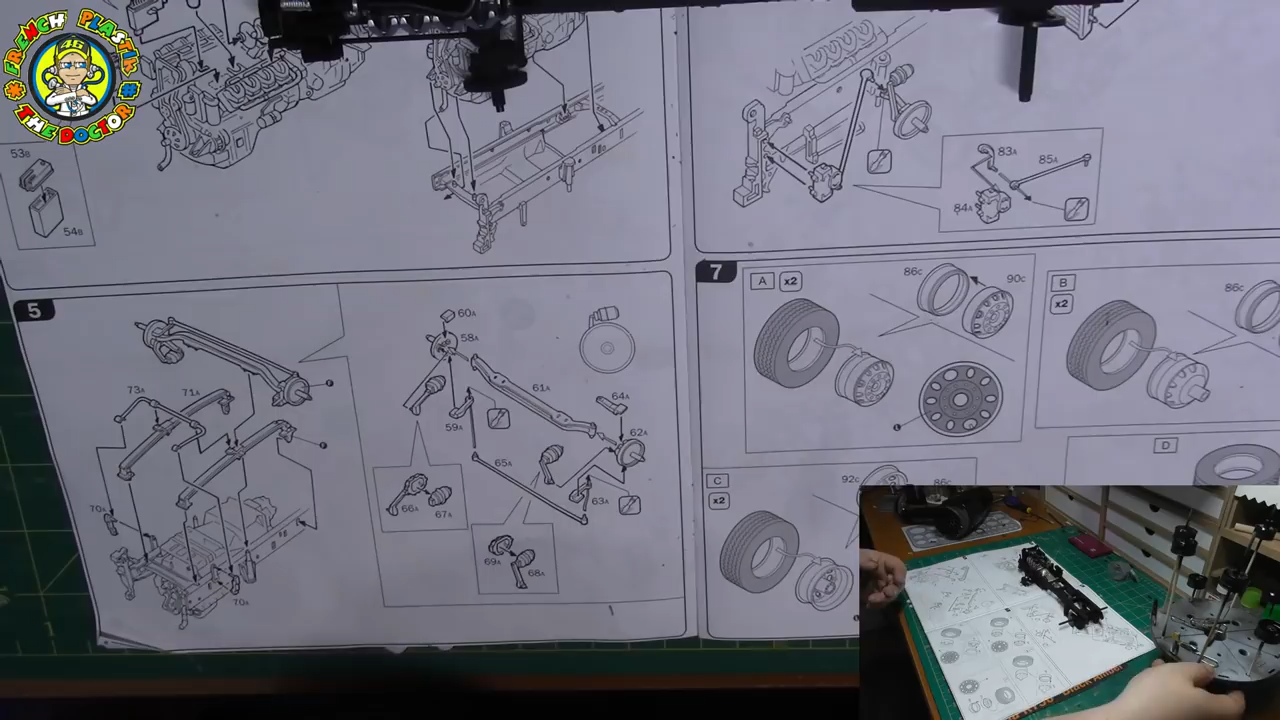 FRENCH PLASTIK
THE DOCTOR
53B
54B
83A
85A
84A
5
60A
58A
61A
64A
62A
59A
65A
63A
66A
67A
69A
68A
73A
71A
70A
70A
7
A x2
86C
90C
B
x2
86C
C
x2
92C
86C
D